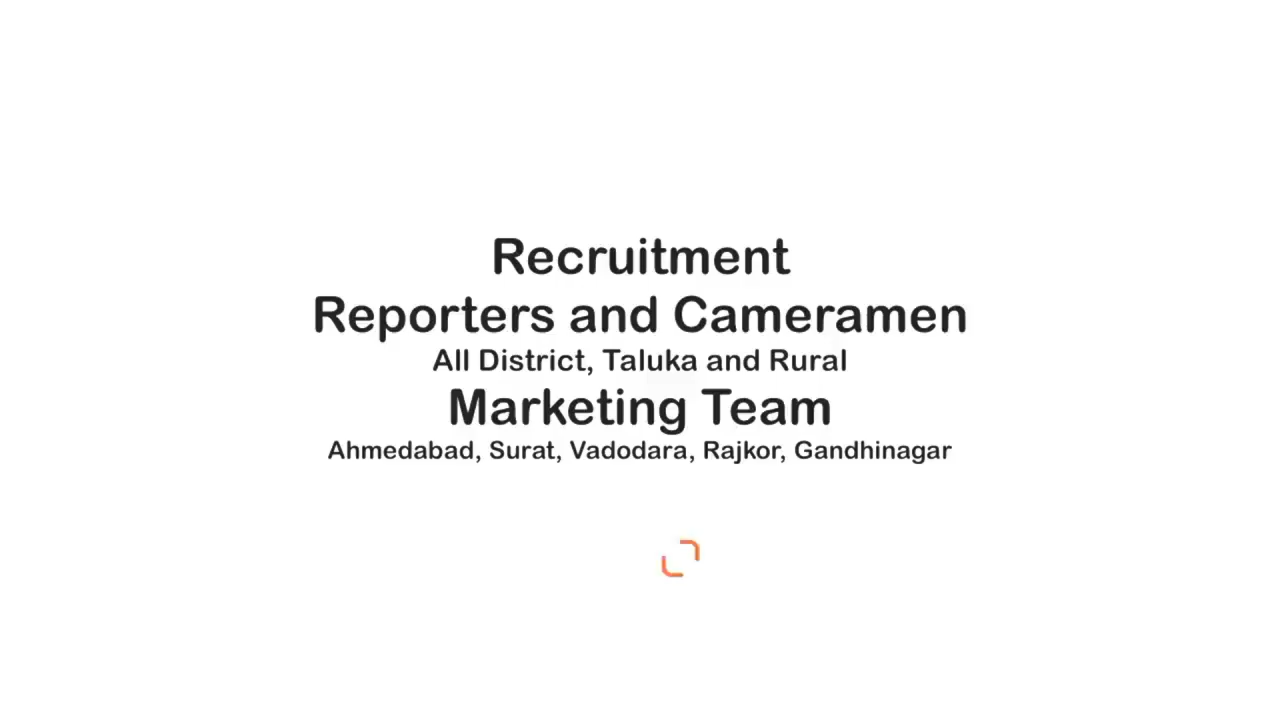 Recruitment
Reporters and Cameramen
All District, Taluka and Rural
Marketing Team
Ahmedabad, Surat, Vadodara, Rajkor, Gandhinagar